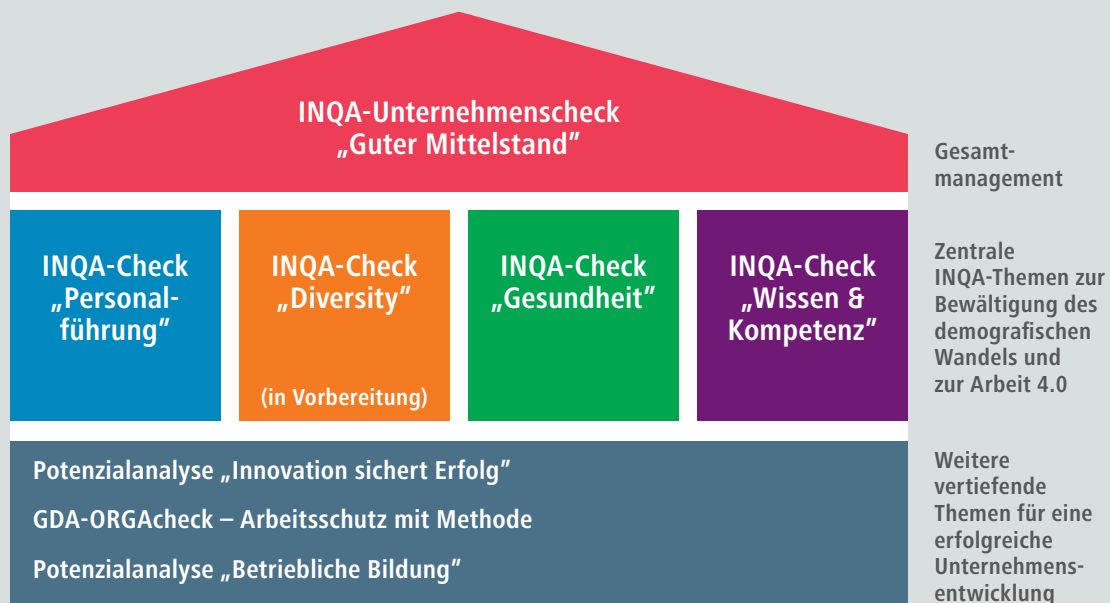 INQA-Unternehmenscheck
„Guter Mittelstand”
Gesamt-
management
INQA-Check
„Personal-
führung”
INQA-Check
„Diversity”
(in Vorbereitung)
INQA-Check
„Gesundheit”
INQA-Check
„Wissen &
Kompetenz”
Zentrale
INQA-Themen zur
Bewältigung des
demografischen
Wandels und
zur Arbeit 4.0
Potenzialanalyse „Innovation sichert Erfolg”
GDA-ORGAcheck – Arbeitsschutz mit Methode
Potenzialanalyse „Betriebliche Bildung”
Weitere
vertiefende
Themen für eine
erfolgreiche
Unternehmens-
entwicklung